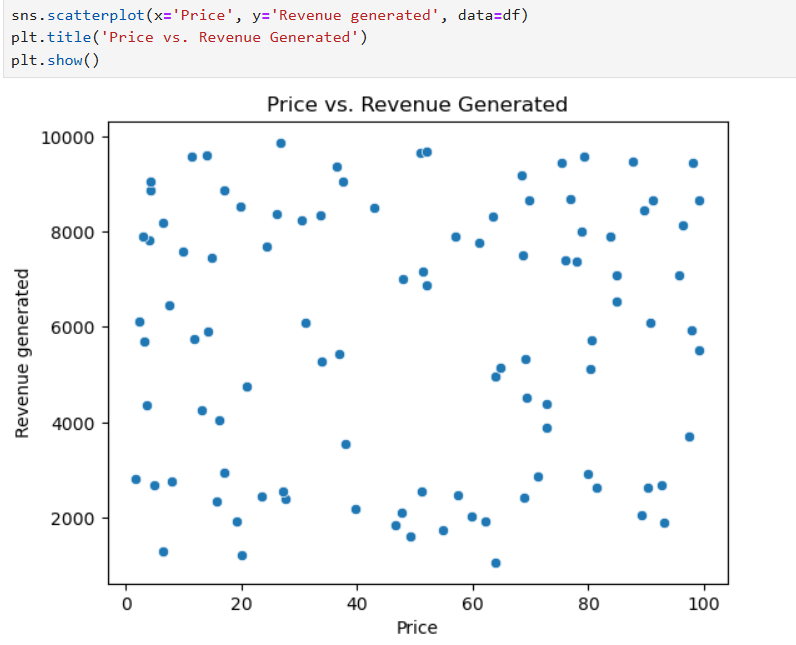 sns.scatterplot(x='Price', y='Revenue generated', data=df)
plt.title('Price vs. Revenue Generated')
plt.show()
Price vs. Revenue Generated
10000
8000
6000
4000
2000
Revenue generated
0 20 40 60 80 100
Price